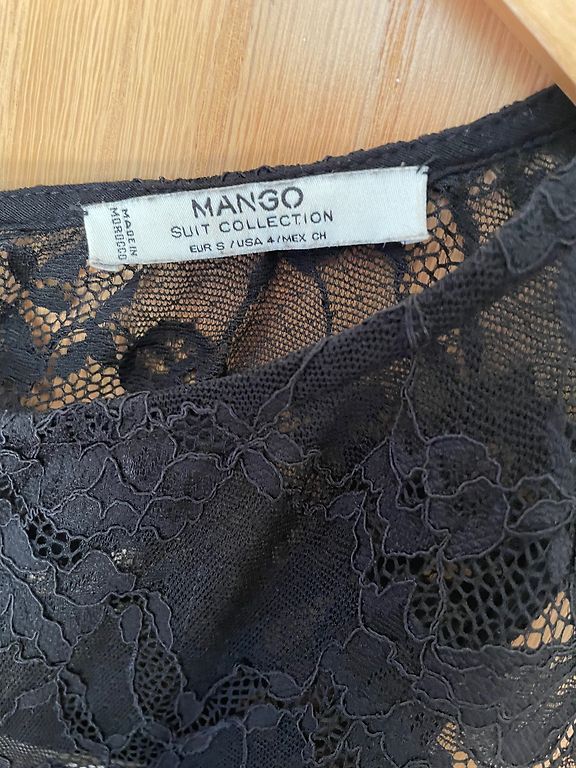 MANGO
SUIT COLLECTION
EUR S / USA 4 / MEX CH
MADE IN
MOROCCO